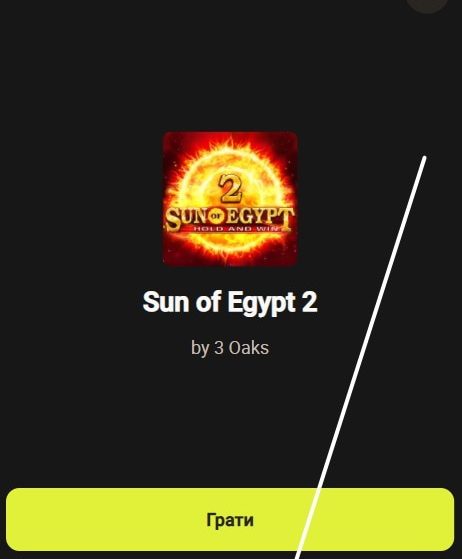 2
SUN OF EGYPT
HOLD AND WIN
Sun of Egypt 2
by 3 Oaks
Грати